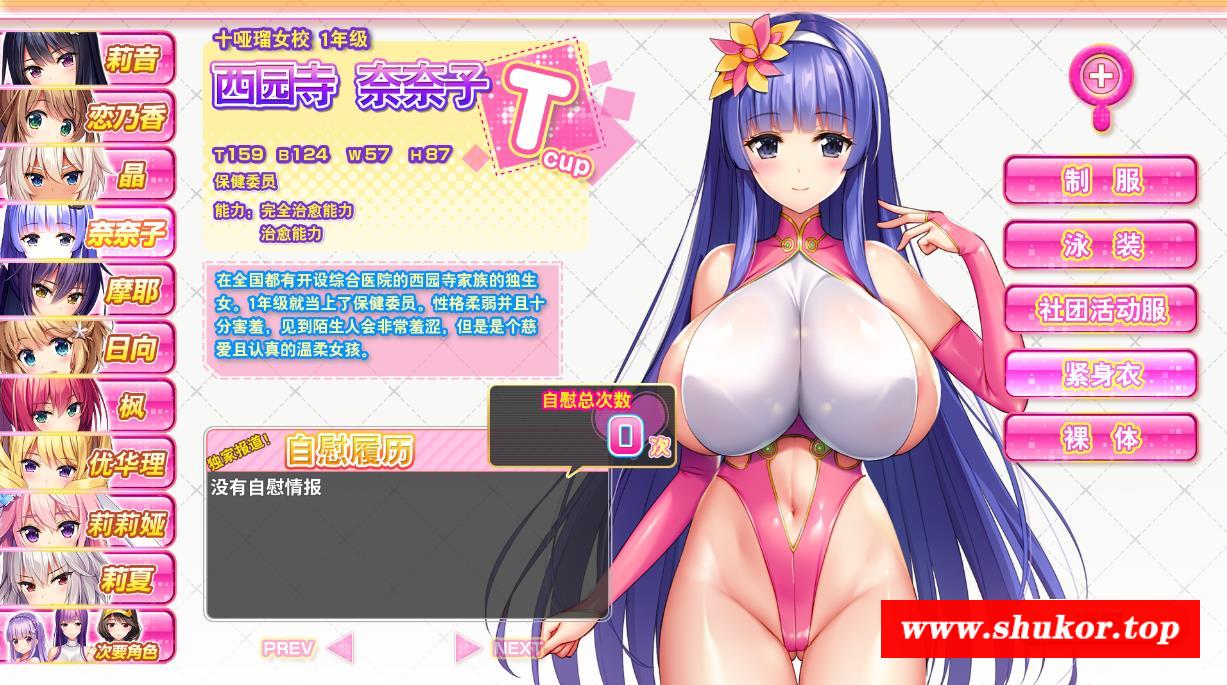 莉音
恋乃香
晶
奈奈子
摩耶
日向
枫
优华理
莉莉娅
莉夏
次要角色
十哑瑠女校 1年级
西园寺 奈奈子
T cup
T159 B124 W57 H87
保健委员
能力：完全治愈能力
治愈能力
在全国都有开设综合医院的西园寺家族的独生
女。1年级就当上了保健委员。性格柔弱并且十
分害羞，见到陌生人会非常羞涩，但是是个慈
爱且认真的温柔女孩。
自慰总次数
0次
独家报道！ 自慰履历
没有自慰情报
PREV NEXT
制 服
泳 装
社团活动服
紧身衣
裸 体
www.shukor.top